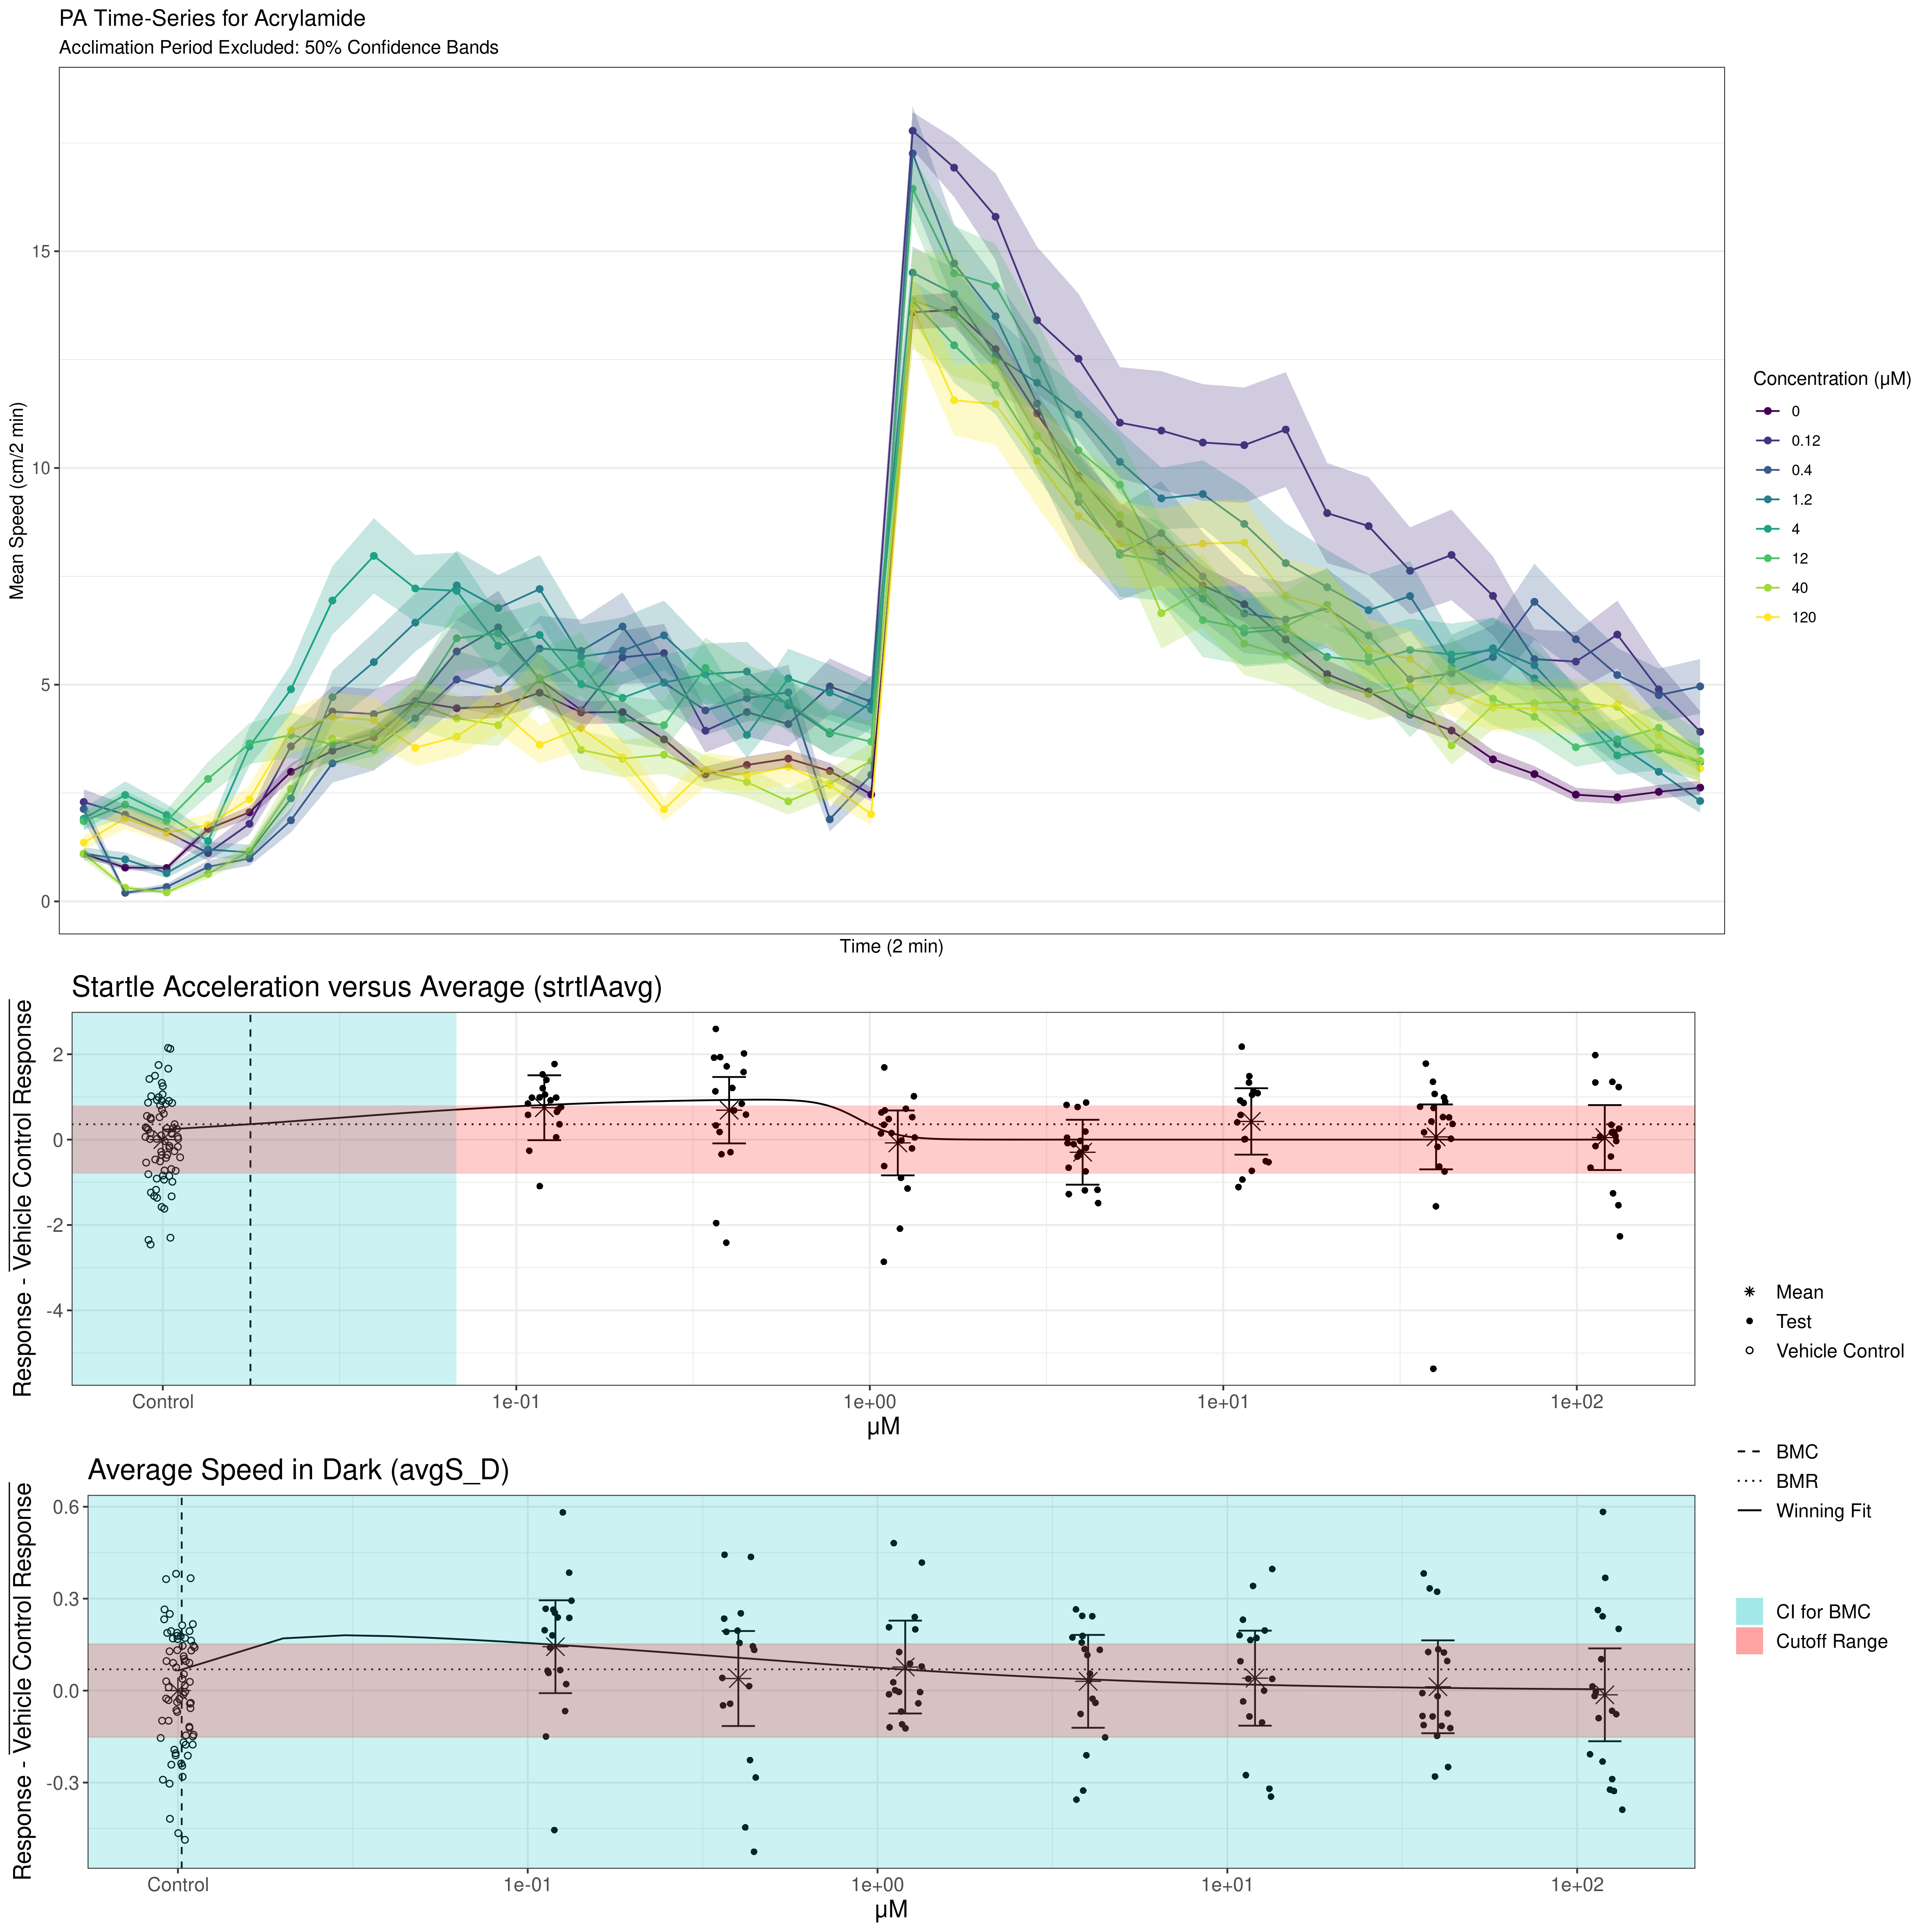 PA Time-Series for Acrylamide
Acclimation Period Excluded: 50% Confidence Bands
Mean Speed (cm/2 min)
15
10
5
0
Time (2 min)
Concentration (µM)
0
0.12
0.4
1.2
4
12
40
120
Startle Acceleration versus Average (strtlAavg)
Response - Vehicle Control Response
2
0
-2
-4
Control
1e-01
1e+00
1e+01
1e+02
µM
Mean
Test
Vehicle Control
BMC
BMR
Winning Fit
CI for BMC
Cutoff Range
Average Speed in Dark (avgS_D)
Response - Vehicle Control Response
0.6
0.3
0.0
-0.3
Control
1e-01
1e+00
1e+01
1e+02
µM